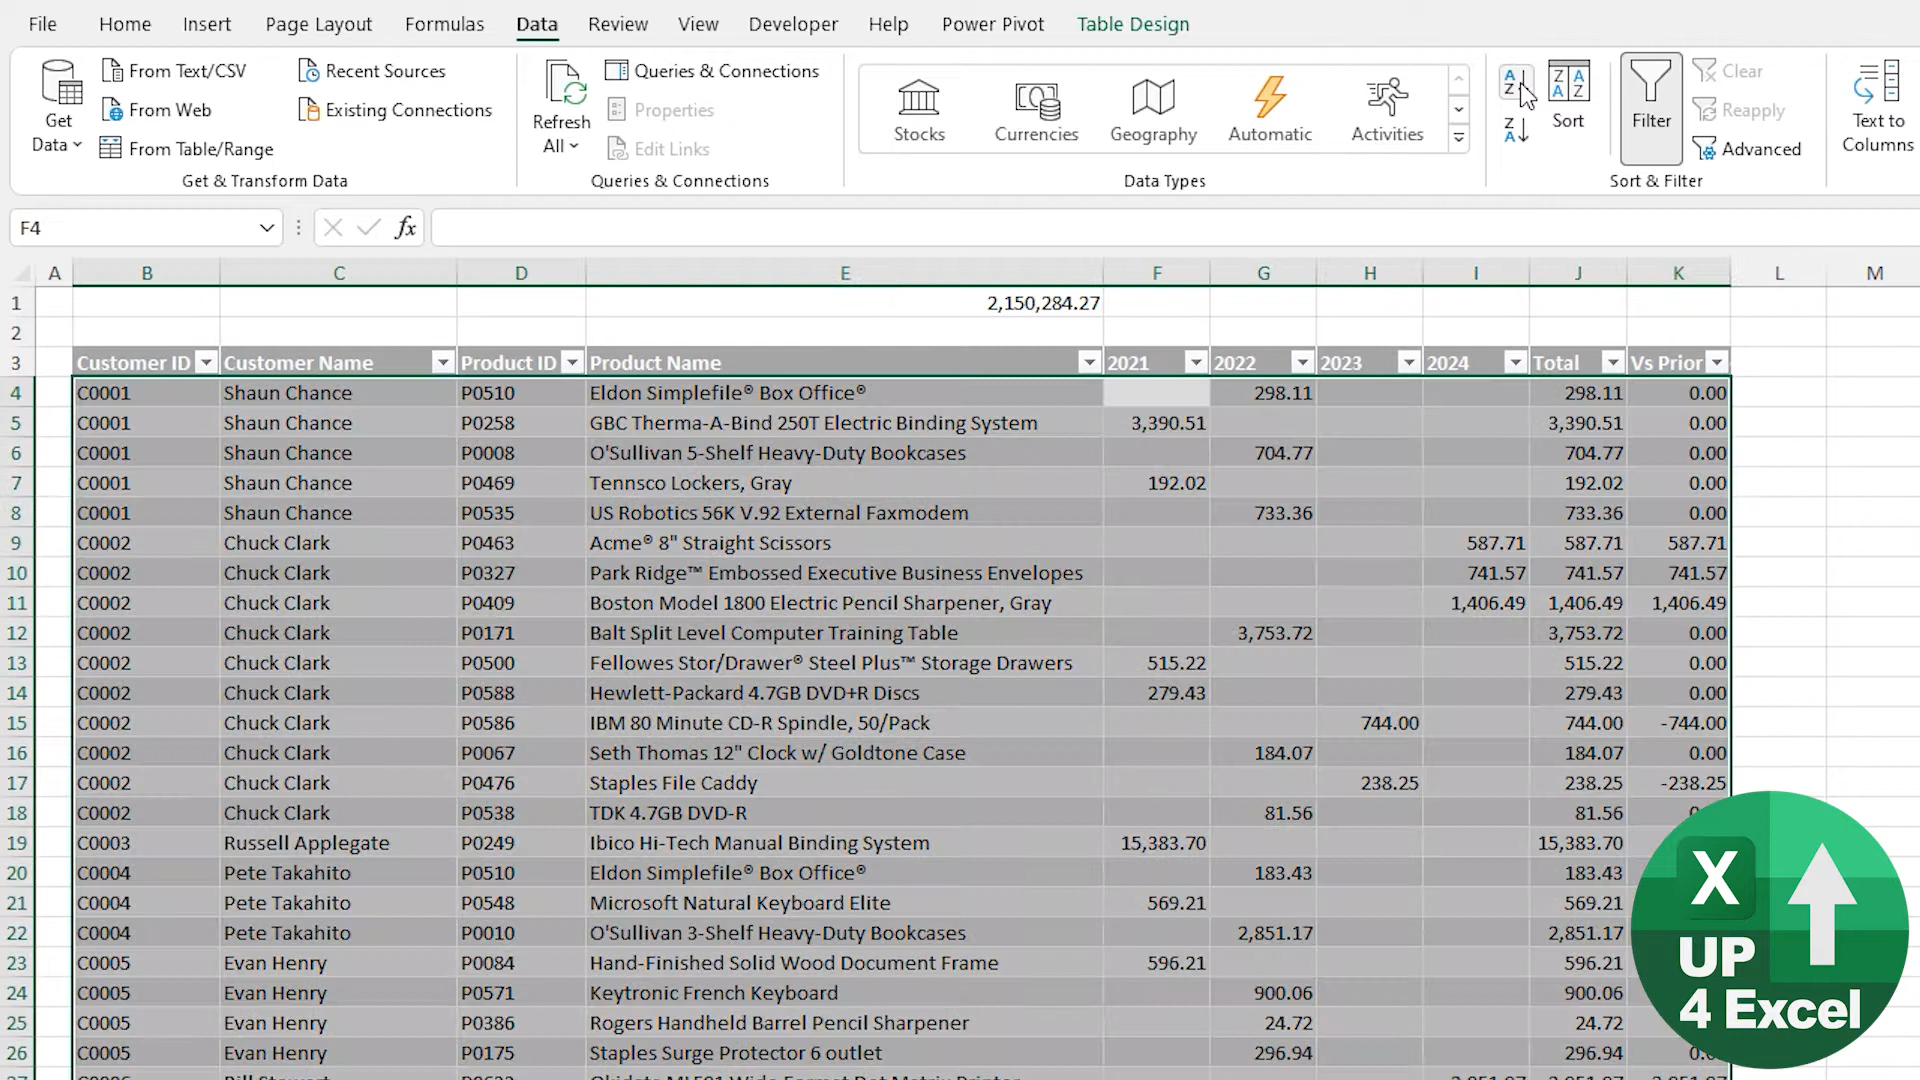 File Home Insert Page Layout Formulas Data Review View Developer Help Power Pivot Table Design
Get Data
From Text/CSV
From Web
From Table/Range
Recent Sources
Existing Connections
Get & Transform Data
Refresh All
Queries & Connections
Properties
Edit Links
Queries & Connections
Stocks Currencies Geography Automatic Activities
Data Types
A Z
Z A
Z A A Z
Sort
Filter
Clear
Reapply
Advanced
Sort & Filter
Text to Columns
F4 fx
A B C D E F G H I J K L M
1 2,150,284.27
2
3 Customer ID Customer Name Product ID Product Name 2021 2022 2023 2024 Total Vs Prior
4 C0001 Shaun Chance P0510 Eldon Simplefile® Box Office® 298.11 298.11 0.00
5 C0001 Shaun Chance P0258 GBC Therma-A-Bind 250T Electric Binding System 3,390.51 3,390.51 0.00
6 C0001 Shaun Chance P0008 O'Sullivan 5-Shelf Heavy-Duty Bookcases 704.77 704.77 0.00
7 C0001 Shaun Chance P0469 Tennsco Lockers, Gray 192.02 192.02 0.00
8 C0001 Shaun Chance P0535 US Robotics 56K V.92 External Faxmodem 733.36 733.36 0.00
9 C0002 Chuck Clark P0463 Acme® 8" Straight Scissors 587.71 587.71 587.71
10 C0002 Chuck Clark P0327 Park Ridge™ Embossed Executive Business Envelopes 741.57 741.57 741.57
11 C0002 Chuck Clark P0409 Boston Model 1800 Electric Pencil Sharpener, Gray 1,406.49 1,406.49 1,406.49
12 C0002 Chuck Clark P0171 Balt Split Level Computer Training Table 3,753.72 3,753.72 0.00
13 C0002 Chuck Clark P0500 Fellowes Stor/Drawer® Steel Plus™ Storage Drawers 515.22 515.22 0.00
14 C0002 Chuck Clark P0588 Hewlett-Packard 4.7GB DVD+R Discs 279.43 279.43 0.00
15 C0002 Chuck Clark P0586 IBM 80 Minute CD-R Spindle, 50/Pack 744.00 744.00 -744.00
16 C0002 Chuck Clark P0067 Seth Thomas 12" Clock w/ Goldtone Case 184.07 184.07 0.00
17 C0002 Chuck Clark P0476 Staples File Caddy 238.25 238.25 -238.25
18 C0002 Chuck Clark P0538 TDK 4.7GB DVD-R 81.56 81.56
19 C0003 Russell Applegate P0249 Ibico Hi-Tech Manual Binding System 15,383.70 15,383.70
20 C0004 Pete Takahito P0510 Eldon Simplefile® Box Office® 183.43 183.43
21 C0004 Pete Takahito P0548 Microsoft Natural Keyboard Elite 569.21 569.21
22 C0004 Pete Takahito P0010 O'Sullivan 3-Shelf Heavy-Duty Bookcases 2,851.17 2,851.17
23 C0005 Evan Henry P0084 Hand-Finished Solid Wood Document Frame 596.21 596.21
24 C0005 Evan Henry P0571 Keytronic French Keyboard 900.06 900.06
25 C0005 Evan Henry P0386 Rogers Handheld Barrel Pencil Sharpener 24.72 24.72
26 C0005 Evan Henry P0175 Staples Surge Protector 6 outlet 296.94 296.94
X
UP
4 Excel